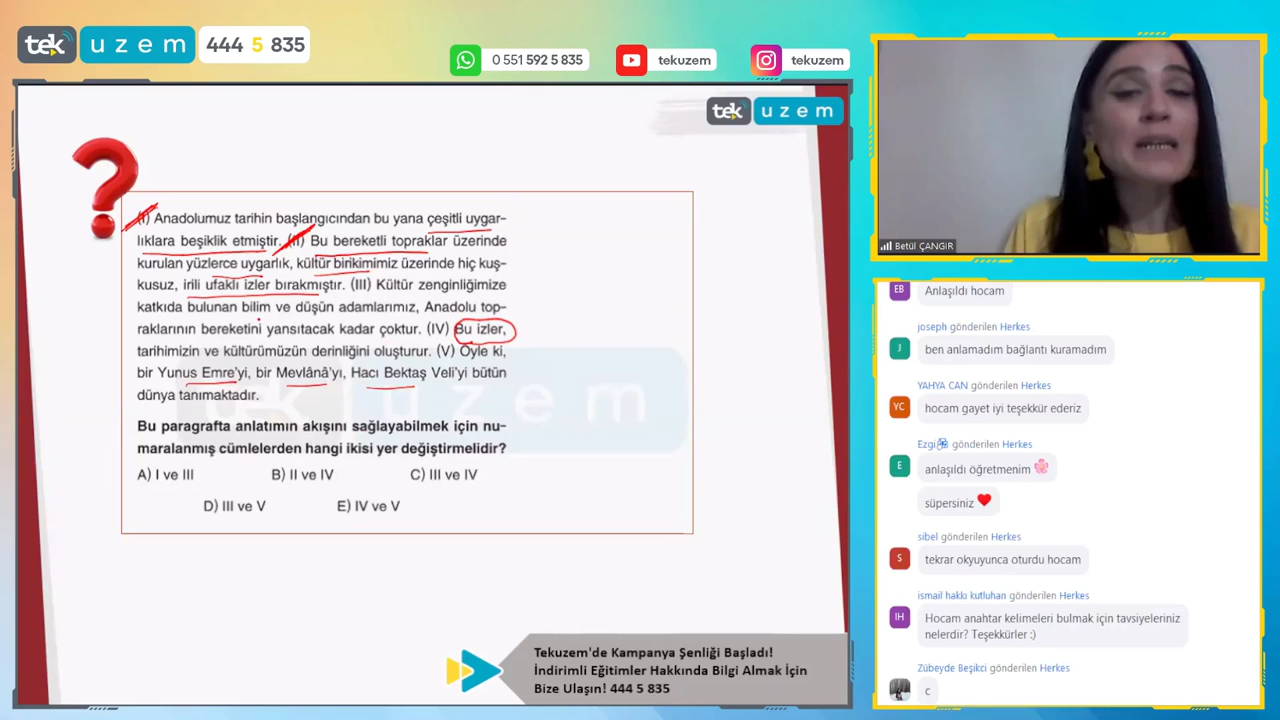 tek uzem 444 5 835
0 551 592 5 835
tekuzem
tekuzem
tek uzem
(I) Anadolumuz tarihin başlangıcından bu yana çeşitli uygar-
lıklara beşiklik etmiştir. (II) Bu bereketli topraklar üzerinde
kurulan yüzlerce uygarlık, kültür birikimimiz üzerinde hiç kuş-
kusuz, irili ufaklı izler bırakmıştır. (III) Kültür zenginliğimize
katkıda bulunan bilim ve düşün adamlarımız, Anadolu top-
raklarının bereketini yansıtacak kadar çoktur. (IV) Bu izler,
tarihimizin ve kültürümüzün derinliğini oluşturur. (V) Öyle ki,
bir Yunus Emre'yi, bir Mevlânâ'yı, Hacı Bektaş Veli'yi bütün
dünya tanımaktadır.
Bu paragrafta anlatımın akışını sağlayabilmek için nu-
maralanmış cümlelerden hangi ikisi yer değiştirmelidir?
A) I ve III B) II ve IV C) III ve IV
D) III ve V E) IV ve V
tek uzem
Tekuzem'de Kampanya Şenliği Başladı!
İndirimli Eğitimler Hakkında Bilgi Almak İçin
Bize Ulaşın! 444 5 835
Betül ÇANGIR
EB
Anlaşıldı hocam
joseph gönderilen Herkes
J
ben anlamadım bağlantı kuramadım
YAHYA CAN gönderilen Herkes
YC
hocam gayet iyi teşekkür ederiz
Ezgi gönderilen Herkes
E
anlaşıldı öğretmenim
süpersiniz
sibel gönderilen Herkes
S
tekrar okyuyunca oturdu hocam
ismail hakkı kutluhan gönderilen Herkes
IH
Hocam anahtar kelimeleri bulmak için tavsiyeleriniz
nelerdir? Teşekkürler :)
Zübeyde Beşikci gönderilen Herkes
c